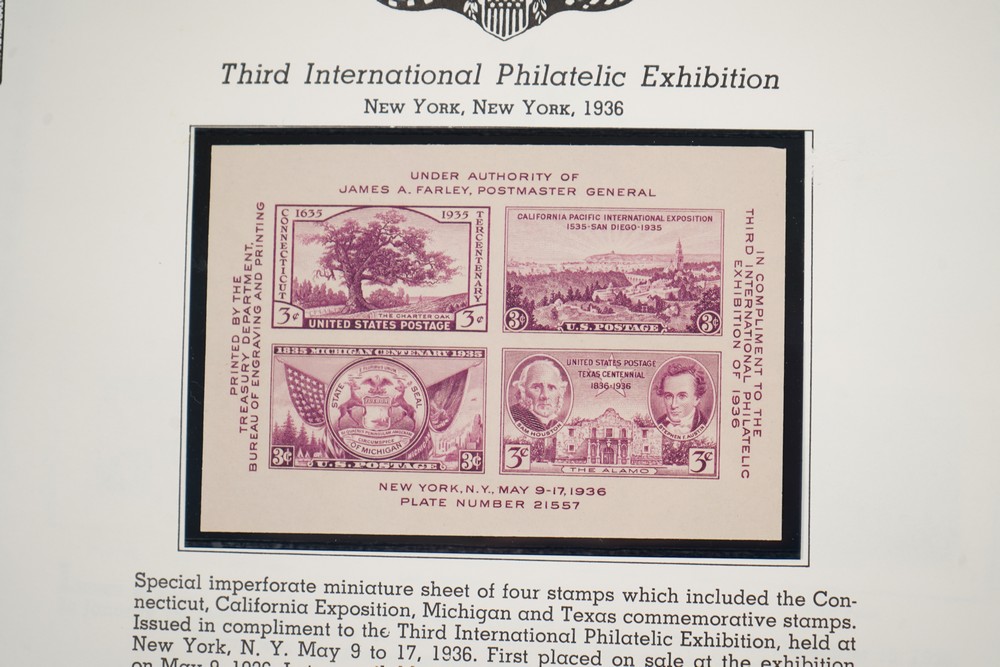 Third International Philatelic Exhibition
NEW YORK, NEW YORK, 1936
UNDER AUTHORITY OF
JAMES A. FARLEY, POSTMASTER GENERAL
PRINTED BY THE
TREASURY DEPARTMENT,
BUREAU OF ENGRAVING AND PRINTING
1635 1935
CONNECTICUT
TERCENTENARY
THE CHARTER OAK
3¢ 3¢
UNITED STATES POSTAGE
CALIFORNIA PACIFIC INTERNATIONAL EXPOSITION
1535-SAN DIEGO-1935
3¢ 3¢
U.S. POSTAGE
IN COMPLIMENT TO THE
THIRD INTERNATIONAL PHILATELIC
EXHIBITION OF 1936
1835 MICHIGAN CENTENARY 1935
STATE SEAL
TUEBOR
CIRCUMSPICE
OF MICHIGAN
3¢ 3¢
U.S. POSTAGE
UNITED STATES POSTAGE
TEXAS CENTENNIAL
1836-1936
SAM HOUSTON
STEPHEN F. AUSTIN
3¢ 3¢
THE ALAMO
NEW YORK, N.Y., MAY 9-17, 1936
PLATE NUMBER 21557
Special imperforate miniature sheet of four stamps which included the Con-
necticut, California Exposition, Michigan and Texas commemorative stamps.
Issued in compliment to the Third International Philatelic Exhibition, held at
New York, N. Y. May 9 to 17, 1936. First placed on sale at the exhibition
on May 9, 1936.